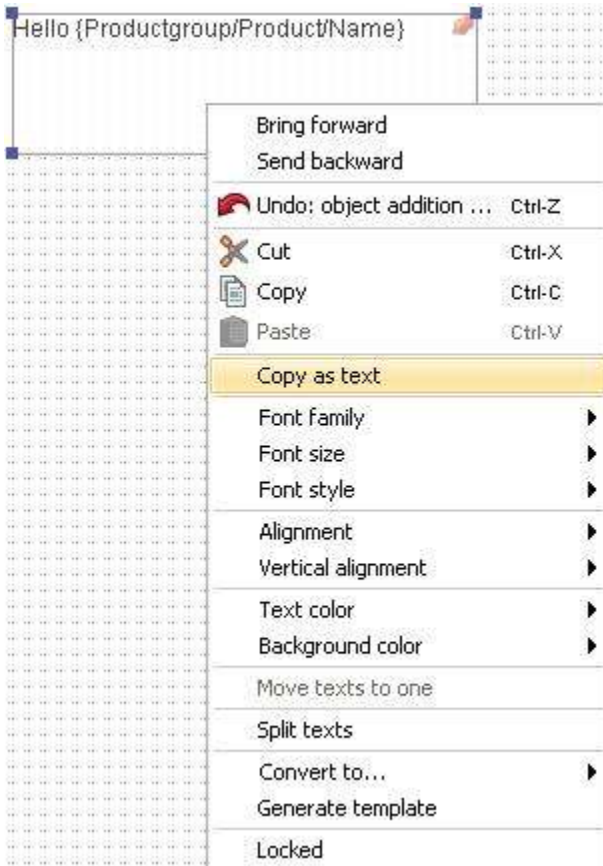 Hello {Productgroup/Product/Name}
Bring forward
Send backward
Undo: object addition ... Ctrl-Z
Cut Ctrl-X
Copy Ctrl-C
Paste Ctrl-V
Copy as text
Font family
Font size
Font style
Alignment
Vertical alignment
Text color
Background color
Move texts to one
Split texts
Convert to...
Generate template
Locked